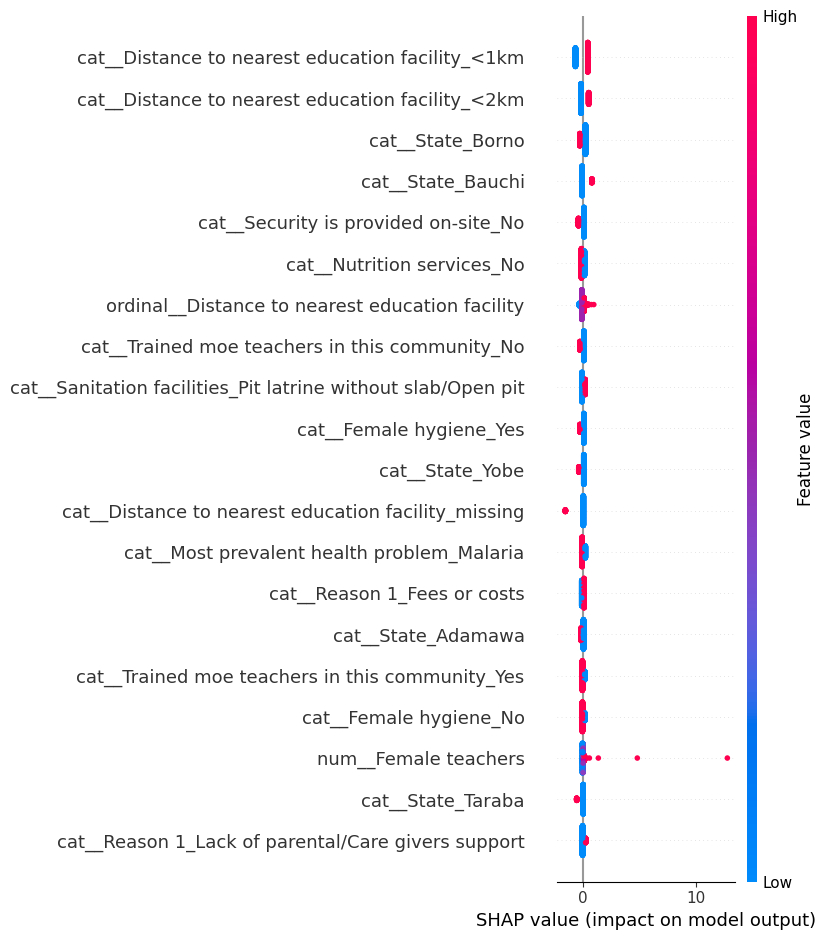 High
cat__Distance to nearest education facility_<1km
cat__Distance to nearest education facility_<2km
cat__State_Borno
cat__State_Bauchi
cat__Security is provided on-site_No
cat__Nutrition services_No
ordinal__Distance to nearest education facility
cat__Trained moe teachers in this community_No
cat__Sanitation facilities_Pit latrine without slab/Open pit
cat__Female hygiene_Yes
cat__State_Yobe
cat__Distance to nearest education facility_missing
cat__Most prevalent health problem_Malaria
cat__Reason 1_Fees or costs
cat__State_Adamawa
cat__Trained moe teachers in this community_Yes
cat__Female hygiene_No
num__Female teachers
cat__State_Taraba
cat__Reason 1_Lack of parental/Care givers support
Feature value
Low
0 10
SHAP value (impact on model output)